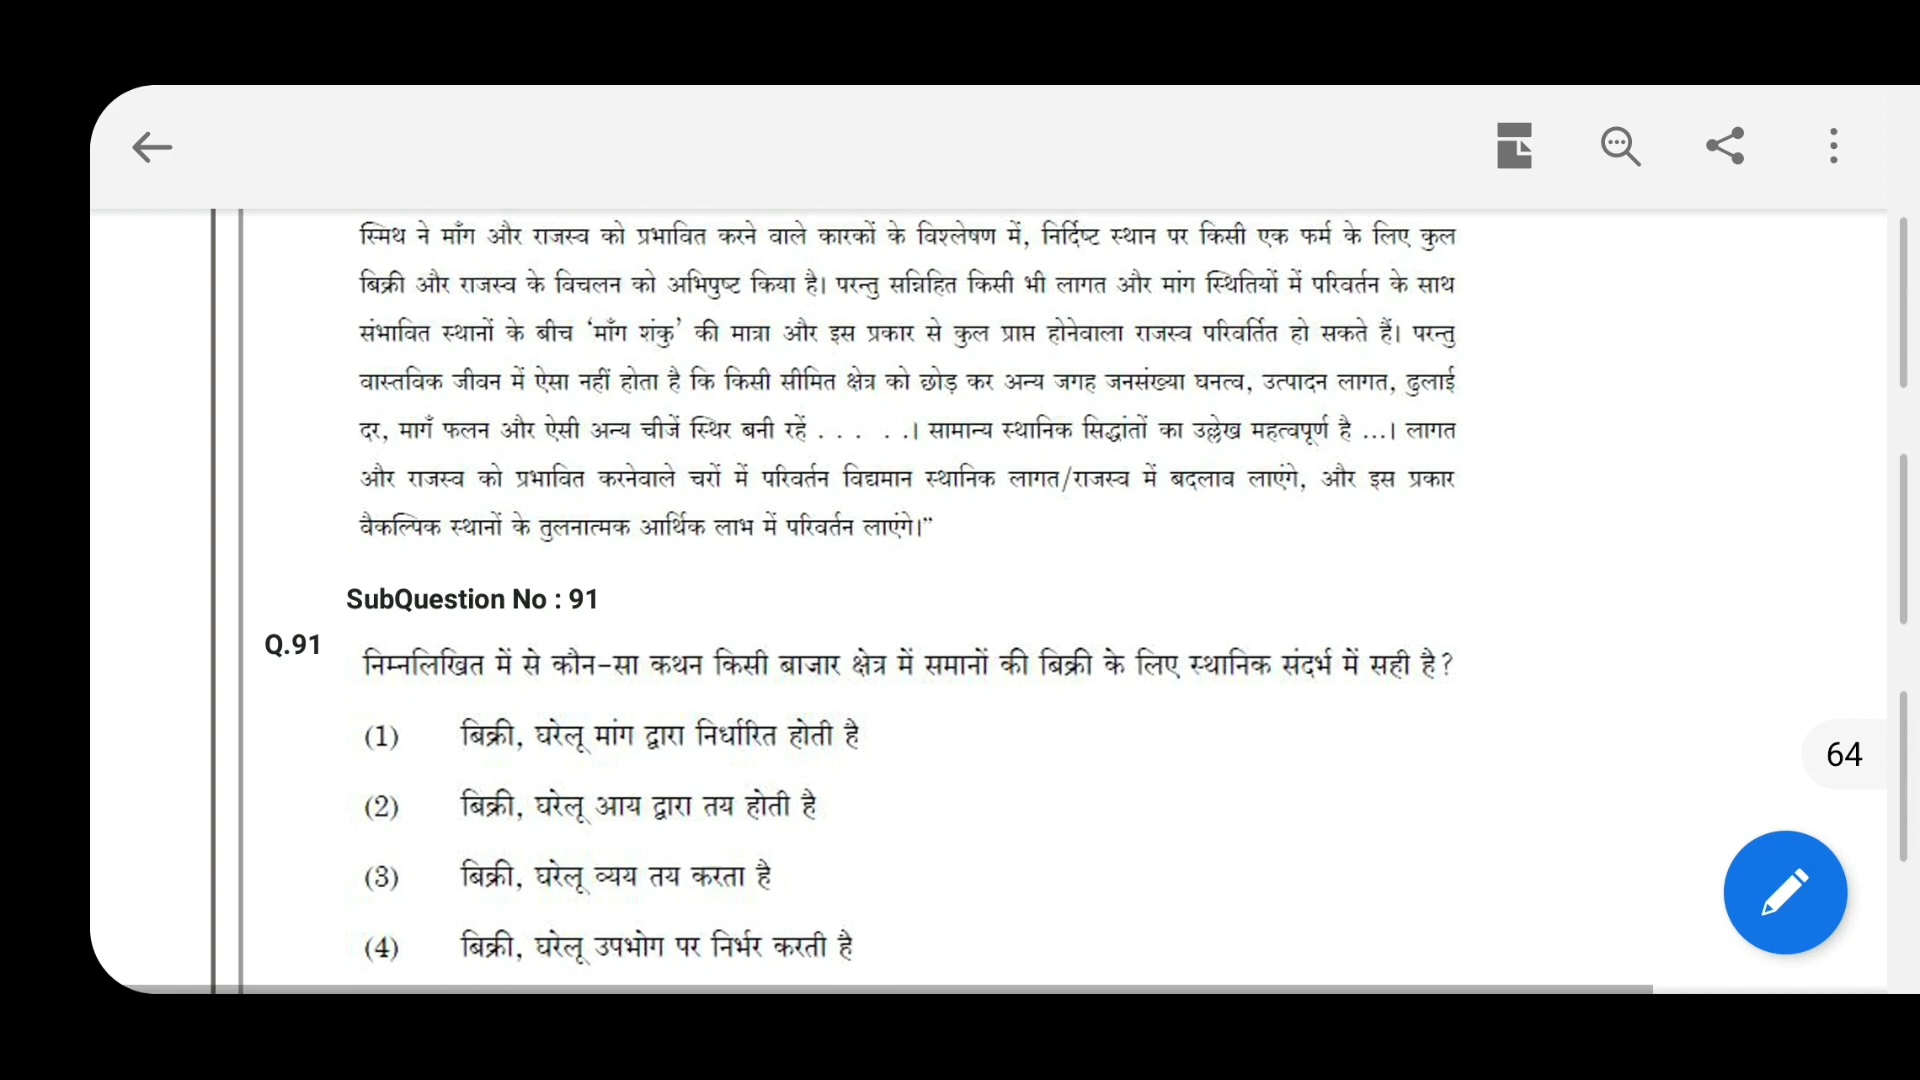 स्मिथ ने माँग और राजस्व को प्रभावित करने वाले कारकों के विश्लेषण में, निर्दिष्ट स्थान पर किसी एक फर्म के लिए कुल
बिक्री और राजस्व के विचलन को अभिपुष्ट किया है। परन्तु सन्निहित किसी भी लागत और मांग स्थितियों में परिवर्तन के साथ
संभावित स्थानों के बीच ‘माँग शंकु’ की मात्रा और इस प्रकार से कुल प्राप्त होनेवाला राजस्व परिवर्तित हो सकते हैं। परन्तु
वास्तविक जीवन में ऐसा नहीं होता है कि किसी सीमित क्षेत्र को छोड़ कर अन्य जगह जनसंख्या घनत्व, उत्पादन लागत, ढुलाई
दर, मागँ फलन और ऐसी अन्य चीजें स्थिर बनी रहें . . . . .। सामान्य स्थानिक सिद्धांतों का उल्लेख महत्वपूर्ण है ...। लागत
और राजस्व को प्रभावित करनेवाले चरों में परिवर्तन विद्यमान स्थानिक लागत/राजस्व में बदलाव लाएंगे, और इस प्रकार
वैकल्पिक स्थानों के तुलनात्मक आर्थिक लाभ में परिवर्तन लाएंगे।”
SubQuestion No : 91
Q.91 निम्नलिखित में से कौन-सा कथन किसी बाजार क्षेत्र में समानों की बिक्री के लिए स्थानिक संदर्भ में सही है?
(1) बिक्री, घरेलू मांग द्वारा निर्धारित होती है
64
(2) बिक्री, घरेलू आय द्वारा तय होती है
(3) बिक्री, घरेलू व्यय तय करता है
(4) बिक्री, घरेलू उपभोग पर निर्भर करती है